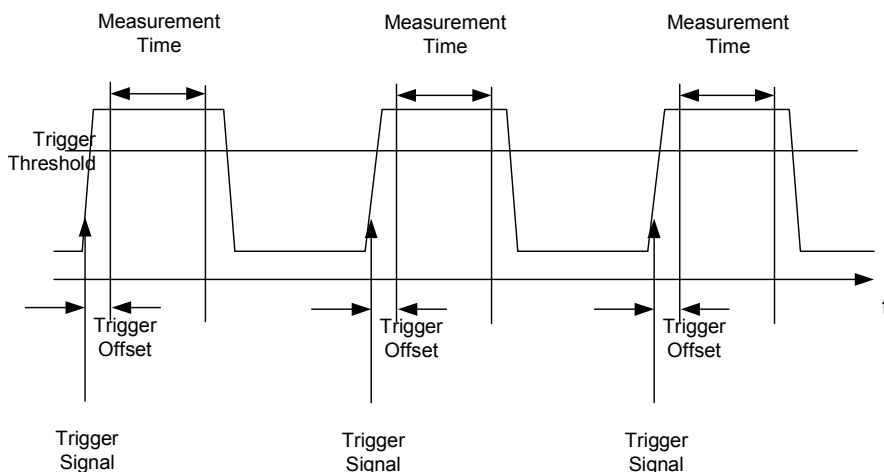 Measurement
Time
Measurement
Time
Measurement
Time
Trigger
Threshold
t
Trigger
Offset
Trigger
Offset
Trigger
Offset
Trigger
Signal
Trigger
Signal
Trigger
Signal